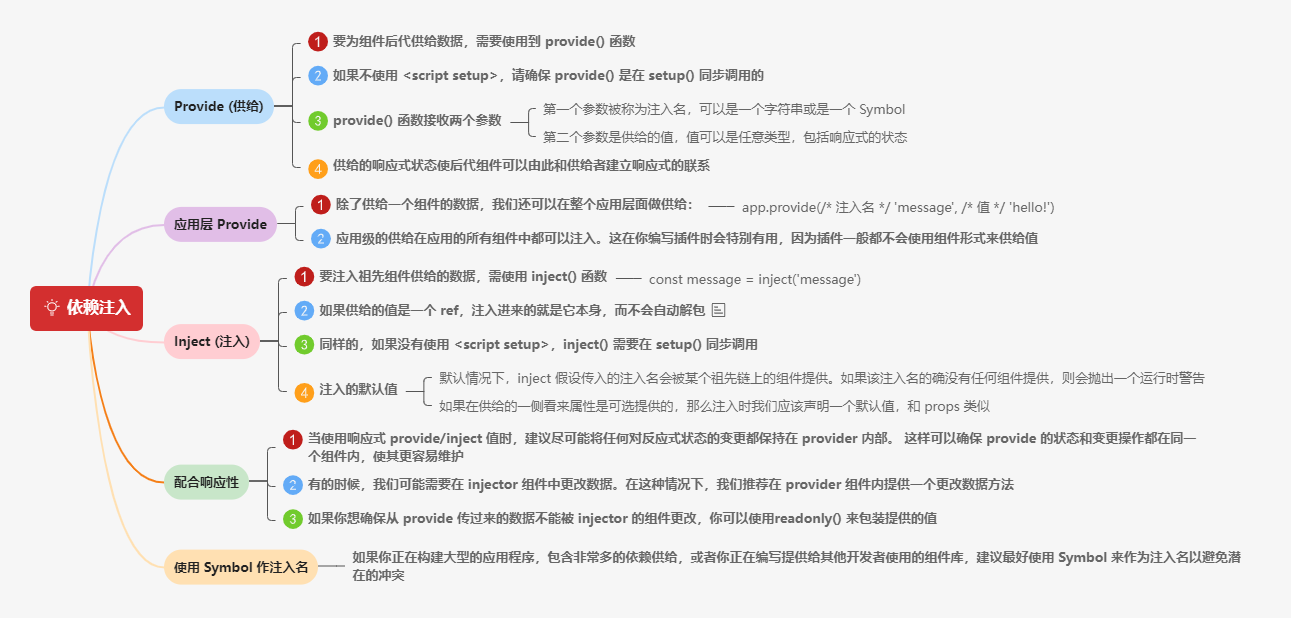 依赖注入
Provide (供给)
1 要为组件后代供给数据，需要使用到 provide() 函数
2 如果不使用 <script setup>，请确保 provide() 是在 setup() 同步调用的
3 provide() 函数接收两个参数
第一个参数被称为注入名，可以是一个字符串或是一个 Symbol
第二个参数是供给的值，值可以是任意类型，包括响应式的状态
4 供给的响应式状态使后代组件可以由此和供给者建立响应式的联系
应用层 Provide
1 除了供给一个组件的数据，我们还可以在整个应用层面做供给：
app.provide(/* 注入名 */ 'message', /* 值 */ 'hello!')
2 应用级的供给在应用的所有组件中都可以注入。这在你编写插件时会特别有用，因为插件一般都不会使用组件形式来供给值
Inject (注入)
1 要注入祖先组件供给的数据，需使用 inject() 函数
const message = inject('message')
2 如果供给的值是一个 ref，注入进来的就是它本身，而不会自动解包
3 同样的，如果没有使用 <script setup>，inject() 需要在 setup() 同步调用
4 注入的默认值
默认情况下，inject 假设传入的注入名会被某个祖先链上的组件提供。如果该注入名的确没有任何组件提供，则会抛出一个运行时警告
如果在供给的一侧看来属性是可选提供的，那么注入时我们应该声明一个默认值，和 props 类似
配合响应性
1 当使用响应式 provide/inject 值时，建议尽可能将任何对反应式状态的变更都保持在 provider 内部。 这样可以确保 provide 的状态和变更操作都在同一
个组件内，使其更容易维护
2 有的时候，我们可能需要在 injector 组件中更改数据。在这种情况下，我们推荐在 provider 组件内提供一个更改数据方法
3 如果你想确保从 provide 传过来的数据不能被 injector 的组件更改，你可以使用readonly() 来包装提供的值
使用 Symbol 作注入名
如果你正在构建大型的应用程序，包含非常多的依赖供给，或者你正在编写提供给其他开发者使用的组件库，建议最好使用 Symbol 来作为注入名以避免潜
在的冲突